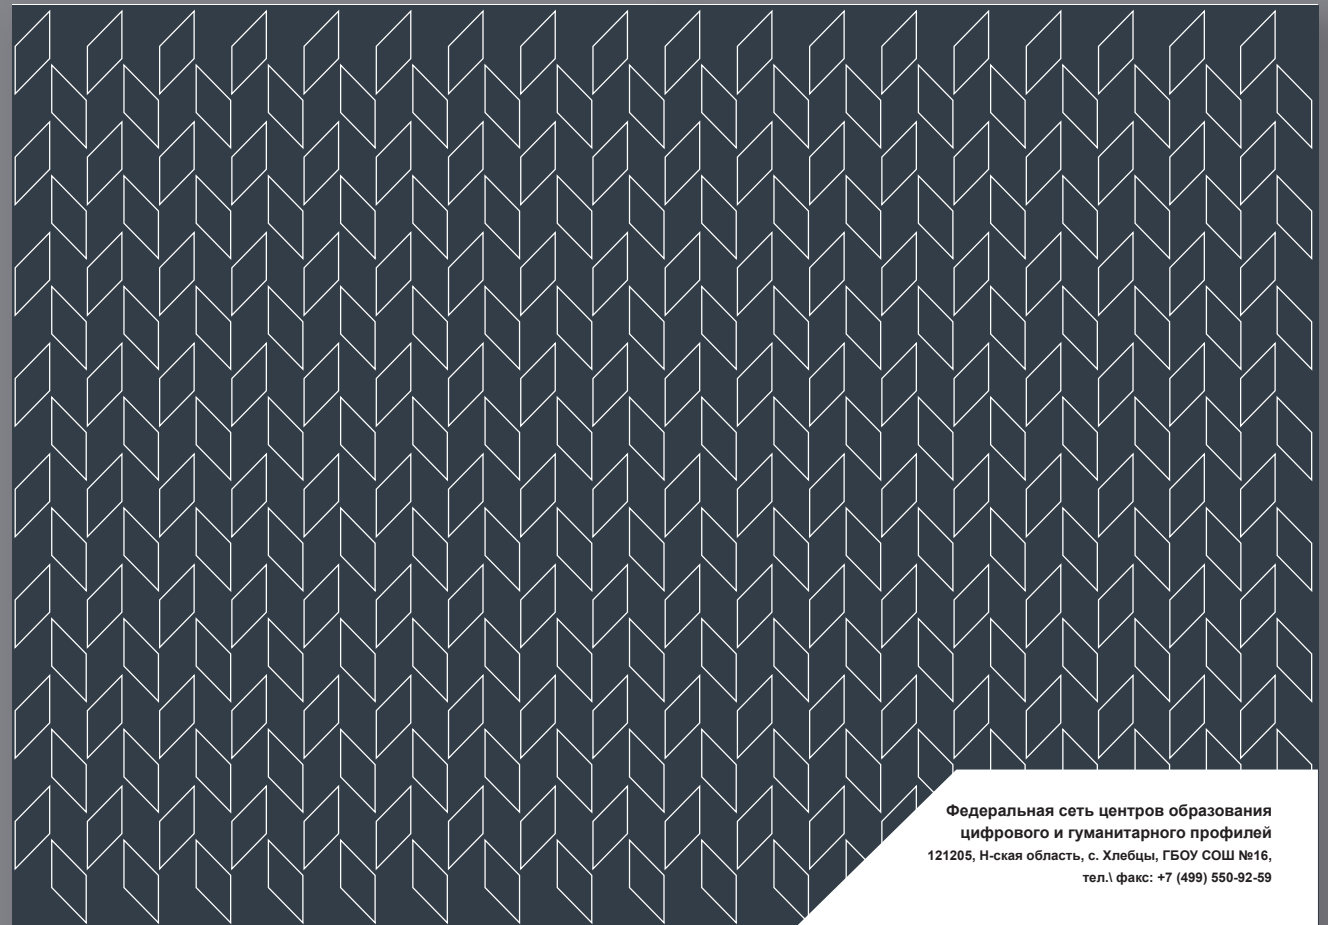 Федеральная сеть центров образования
цифрового и гуманитарного профилей
121205, Н-ская область, с. Хлебцы, ГБОУ СОШ №16,
тел.\ факс: +7 (499) 550-92-59